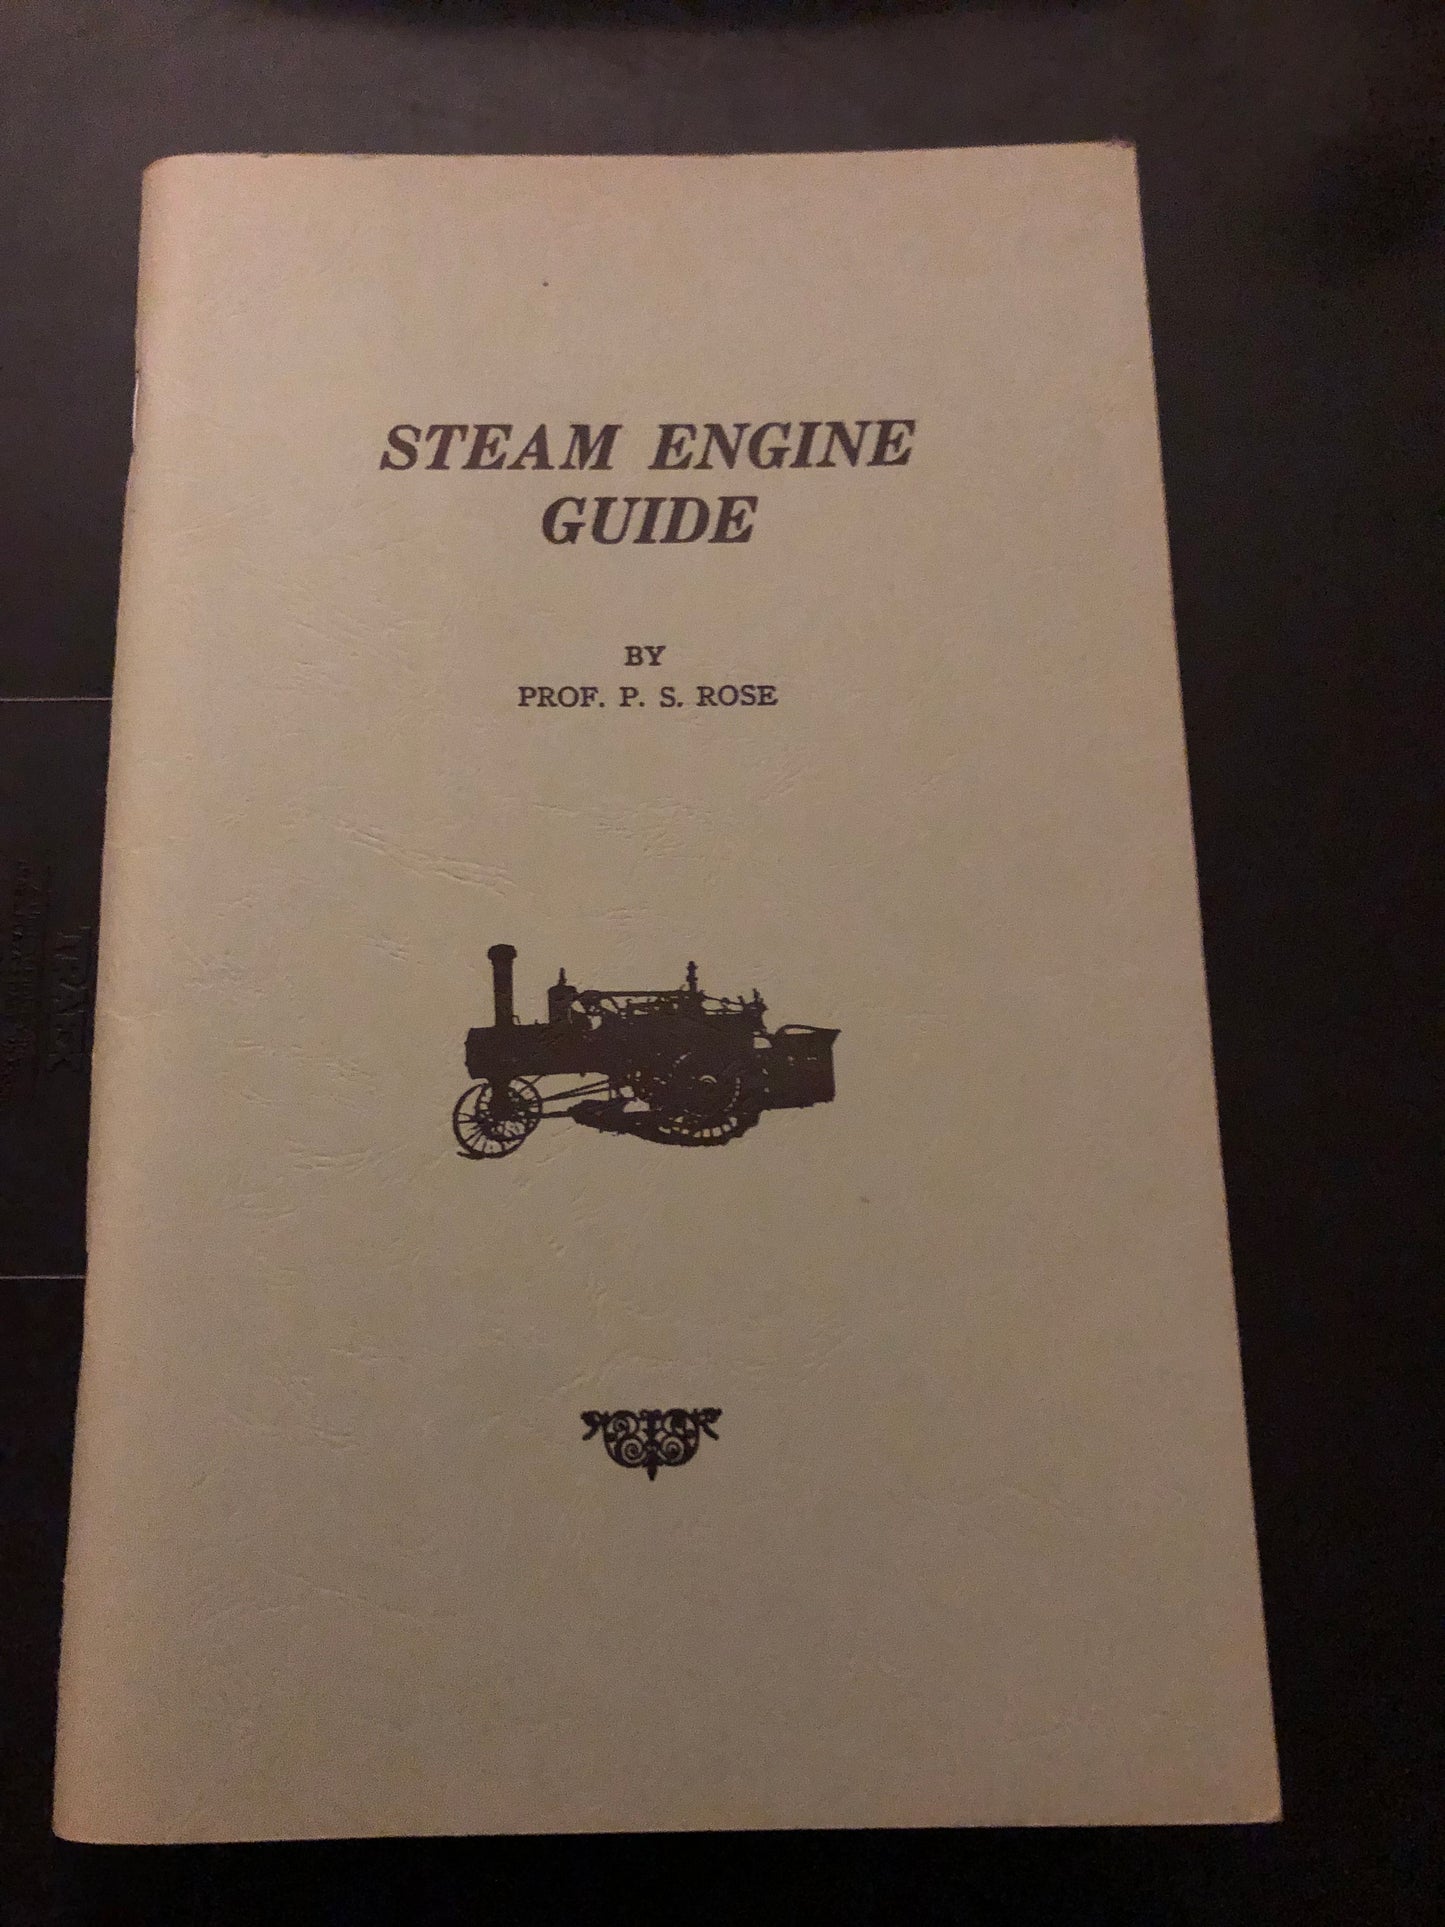 STEAM ENGINE
GUIDE
BY
PROF. P. S. ROSE